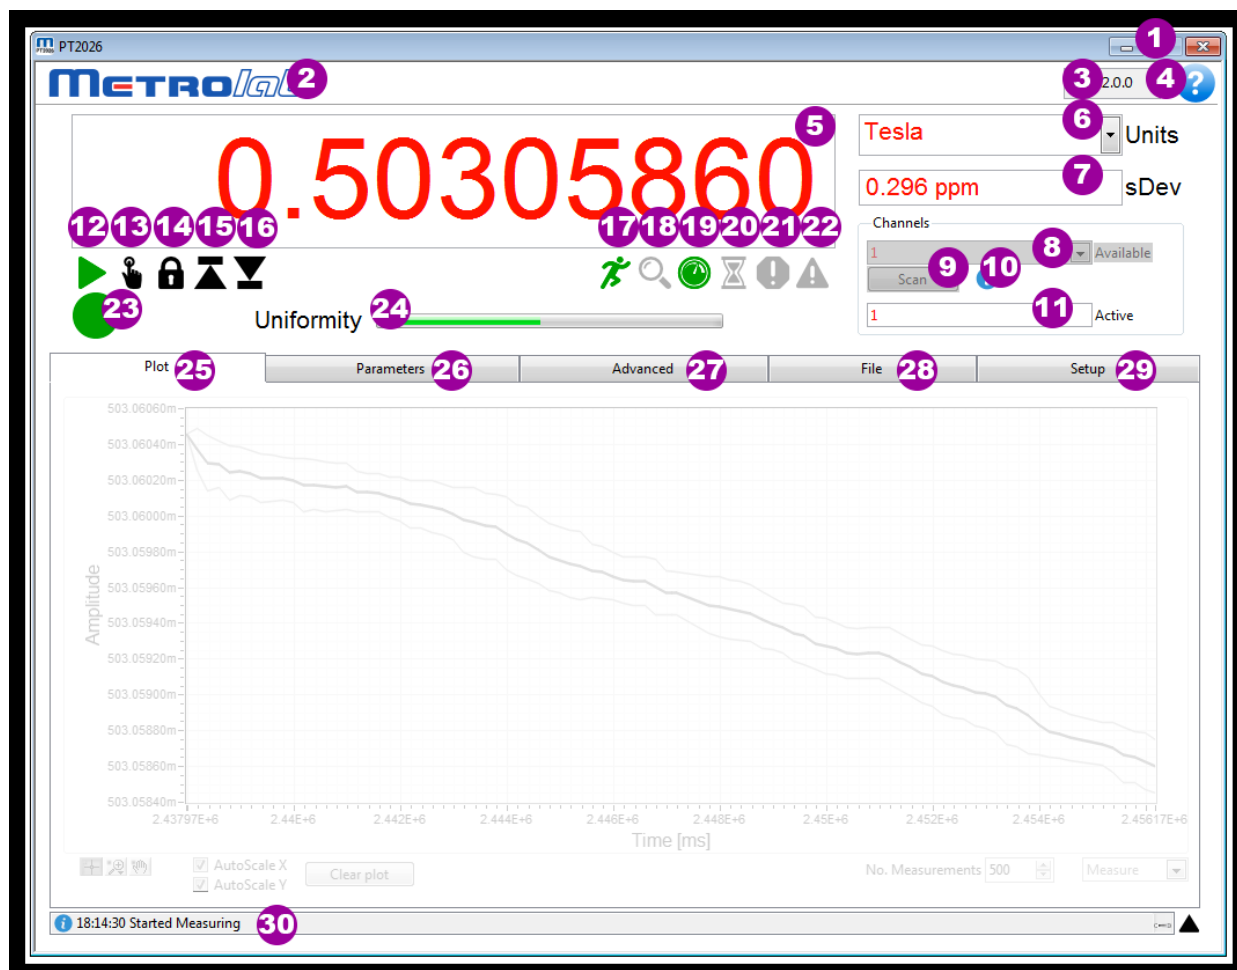 PT2026
1
METROlab
2
3
2.0.0
4
?
0.50305860
5
Tesla
6
Units
0.296 ppm
7
sDev
Channels
1
8
Available
Scan
9
10
1
11
Active
12 13 14 15 16
17 18 19 20 21 22
23
Uniformity
24
Plot 25
Parameters 26
Advanced 27
File 28
Setup 29
503.06060m
503.06040m
503.06020m
503.06000m
503.05980m
503.05960m
503.05940m
503.05920m
503.05900m
503.05880m
503.05860m
503.05840m
Amplitude
2.43797E+6 2.44E+6 2.442E+6 2.444E+6 2.446E+6 2.448E+6 2.45E+6 2.452E+6 2.454E+6 2.45617E+6
Time [ms]
AutoScale X
AutoScale Y
Clear plot
No. Measurements 500
Measure
18:14:30 Started Measuring
30